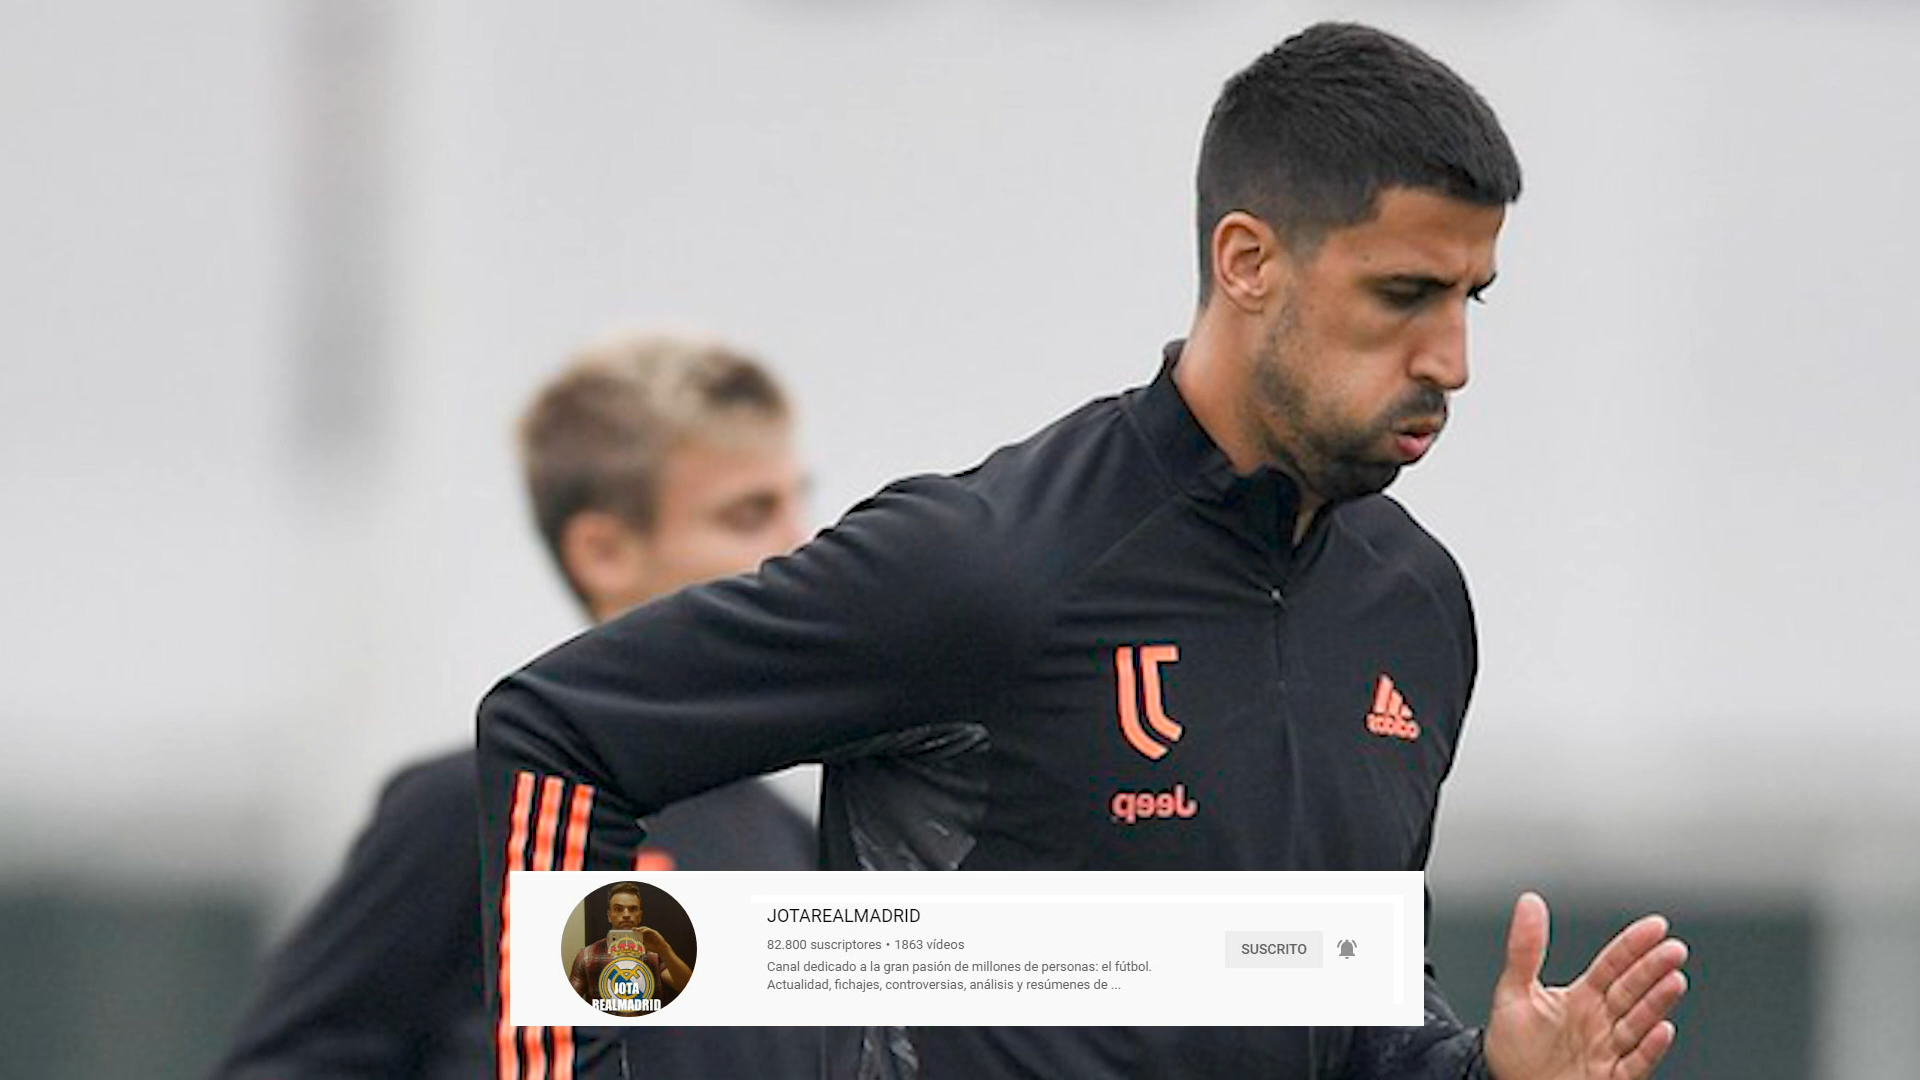 Jeep
adidas
JOTA
REALMADRID
JOTAREALMADRID
82.800 suscriptores • 1863 vídeos
Canal dedicado a la gran pasión de millones de personas: el fútbol.
Actualidad, fichajes, controversias, análisis y resúmenes de ...
SUSCRITO